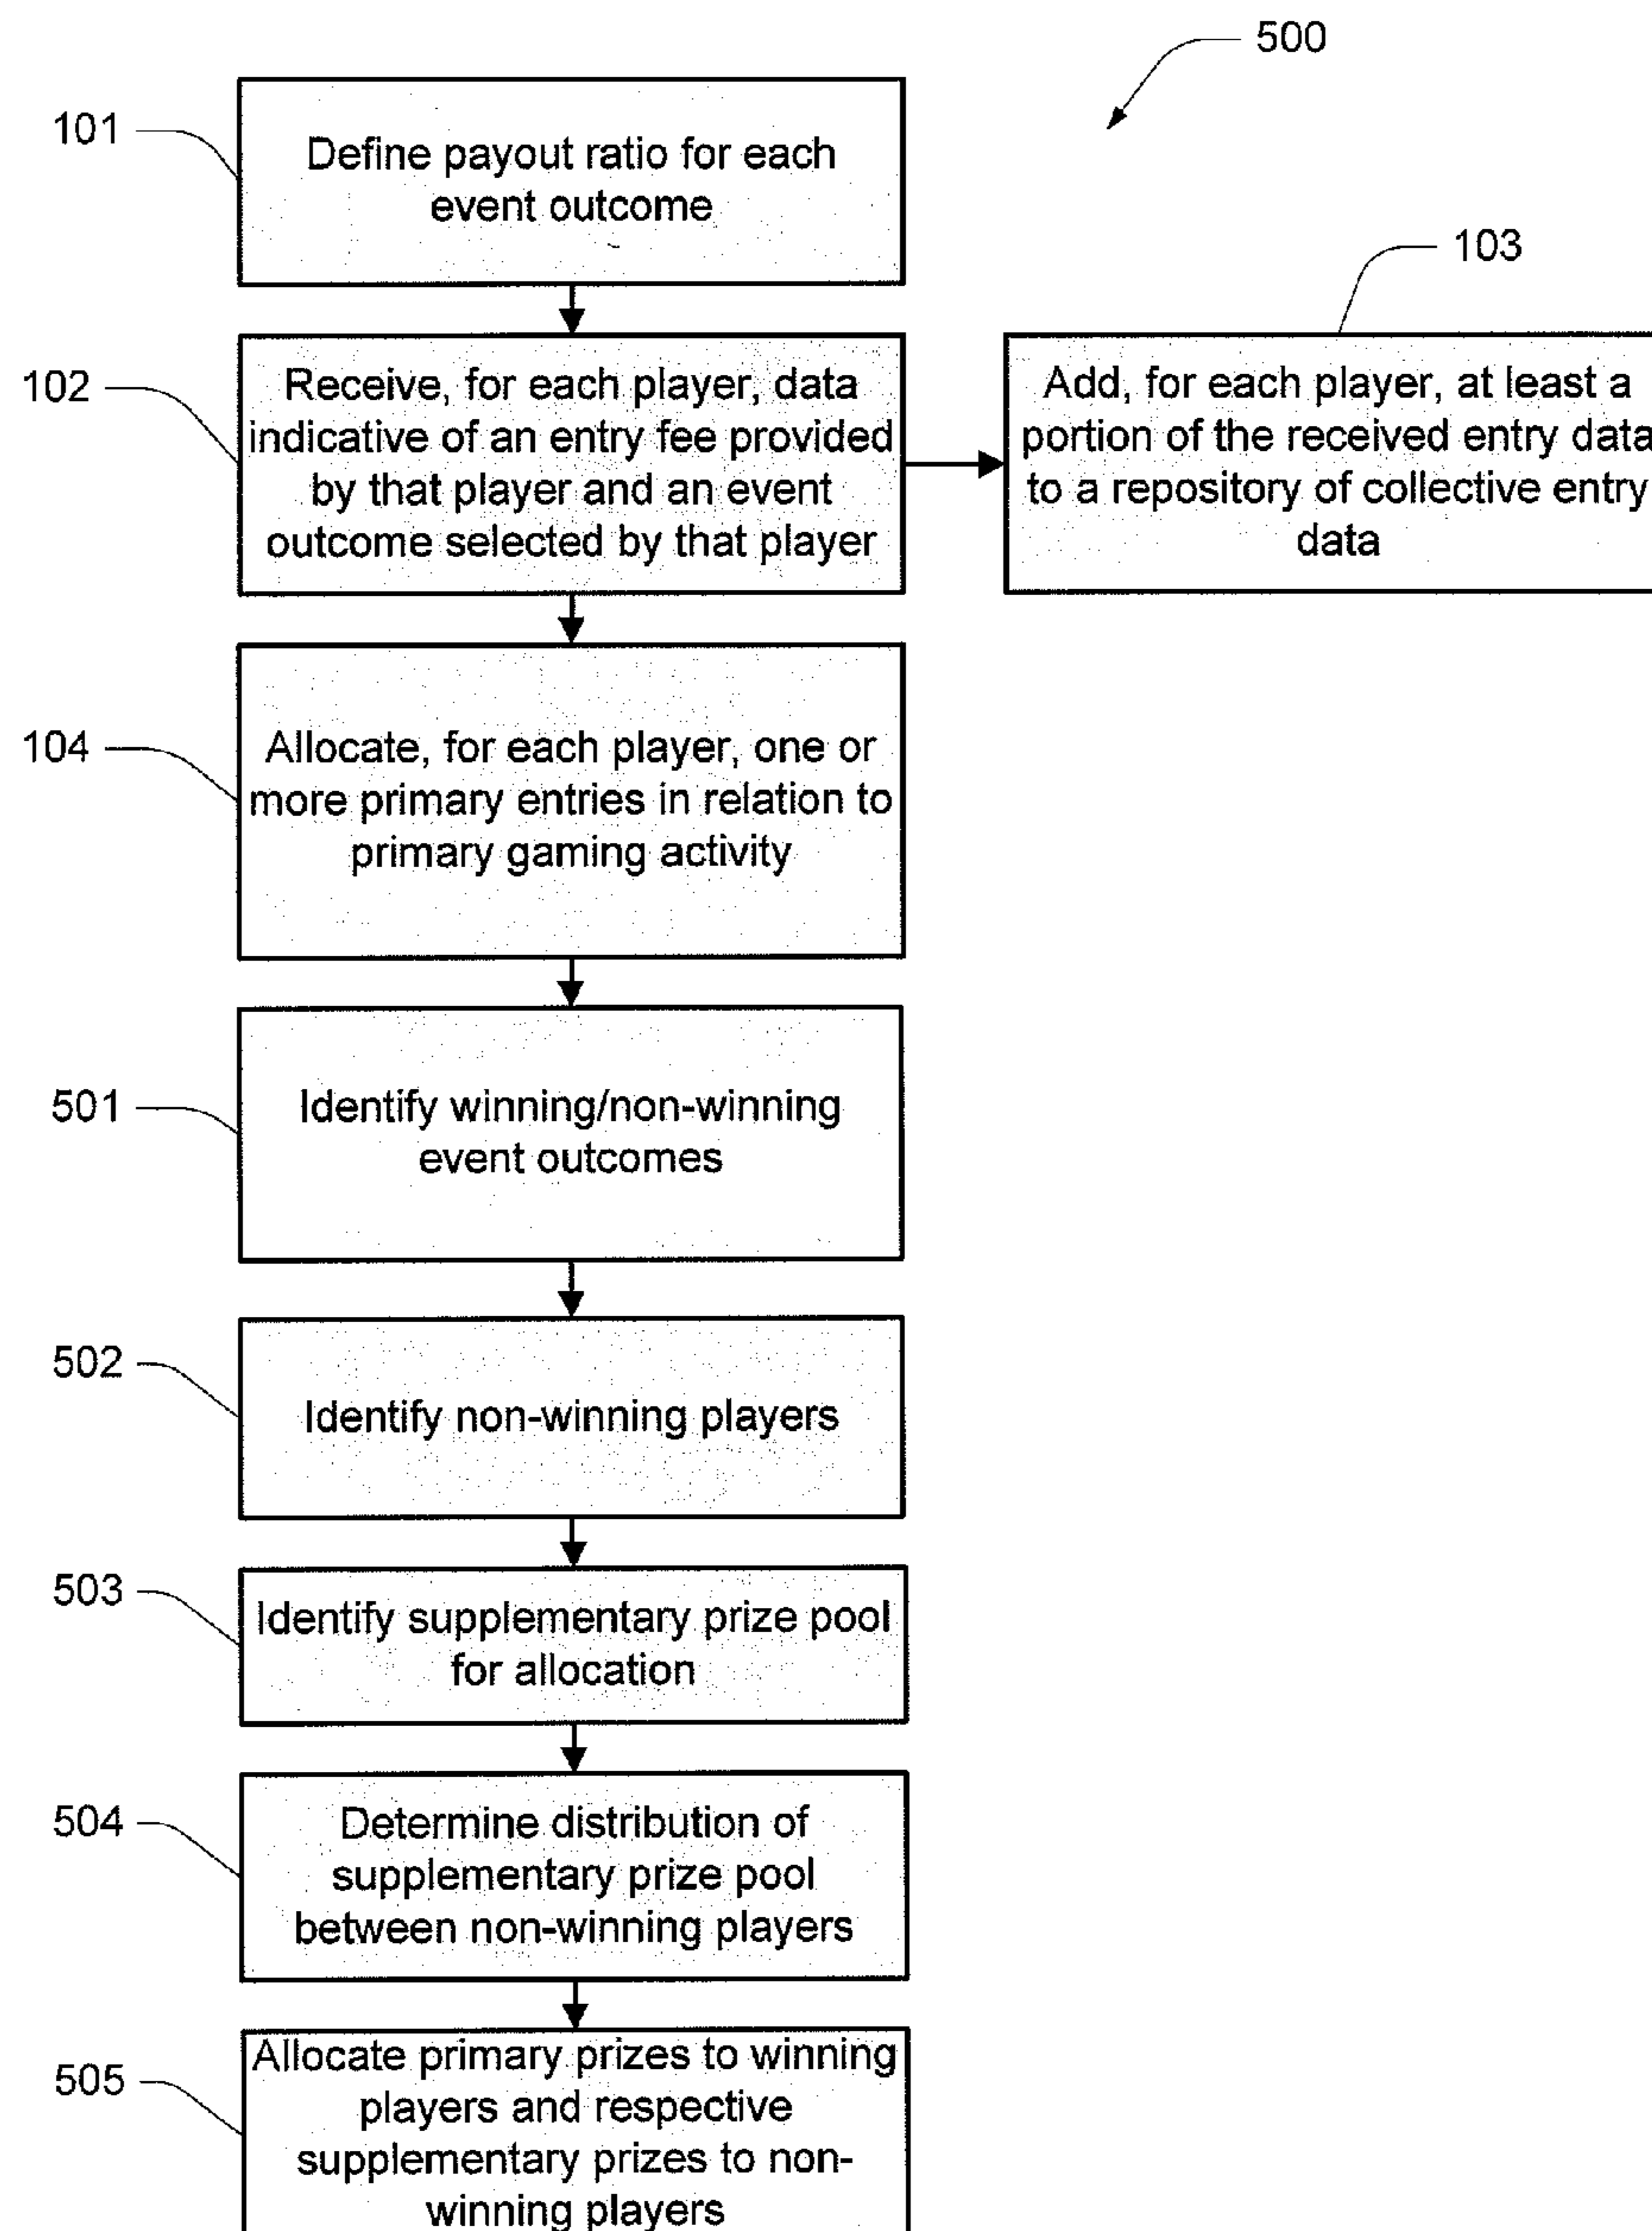 500
101
Define payout ratio for each
event outcome
103
102
Receive, for each player, data
indicative of an entry fee provided
by that player and an event
outcome selected by that player
Add, for each player, at least a
portion of the received entry data
to a repository of collective entry
data
104
Allocate, for each player, one or
more primary entries in relation to
primary gaming activity
501
Identify winning/non-winning
event outcomes
502
Identify non-winning players
503
Identify supplementary prize pool
for allocation
504
Determine distribution of
supplementary prize pool
between non-winning players
505
Allocate primary prizes to winning
players and respective
supplementary prizes to non-
winning players